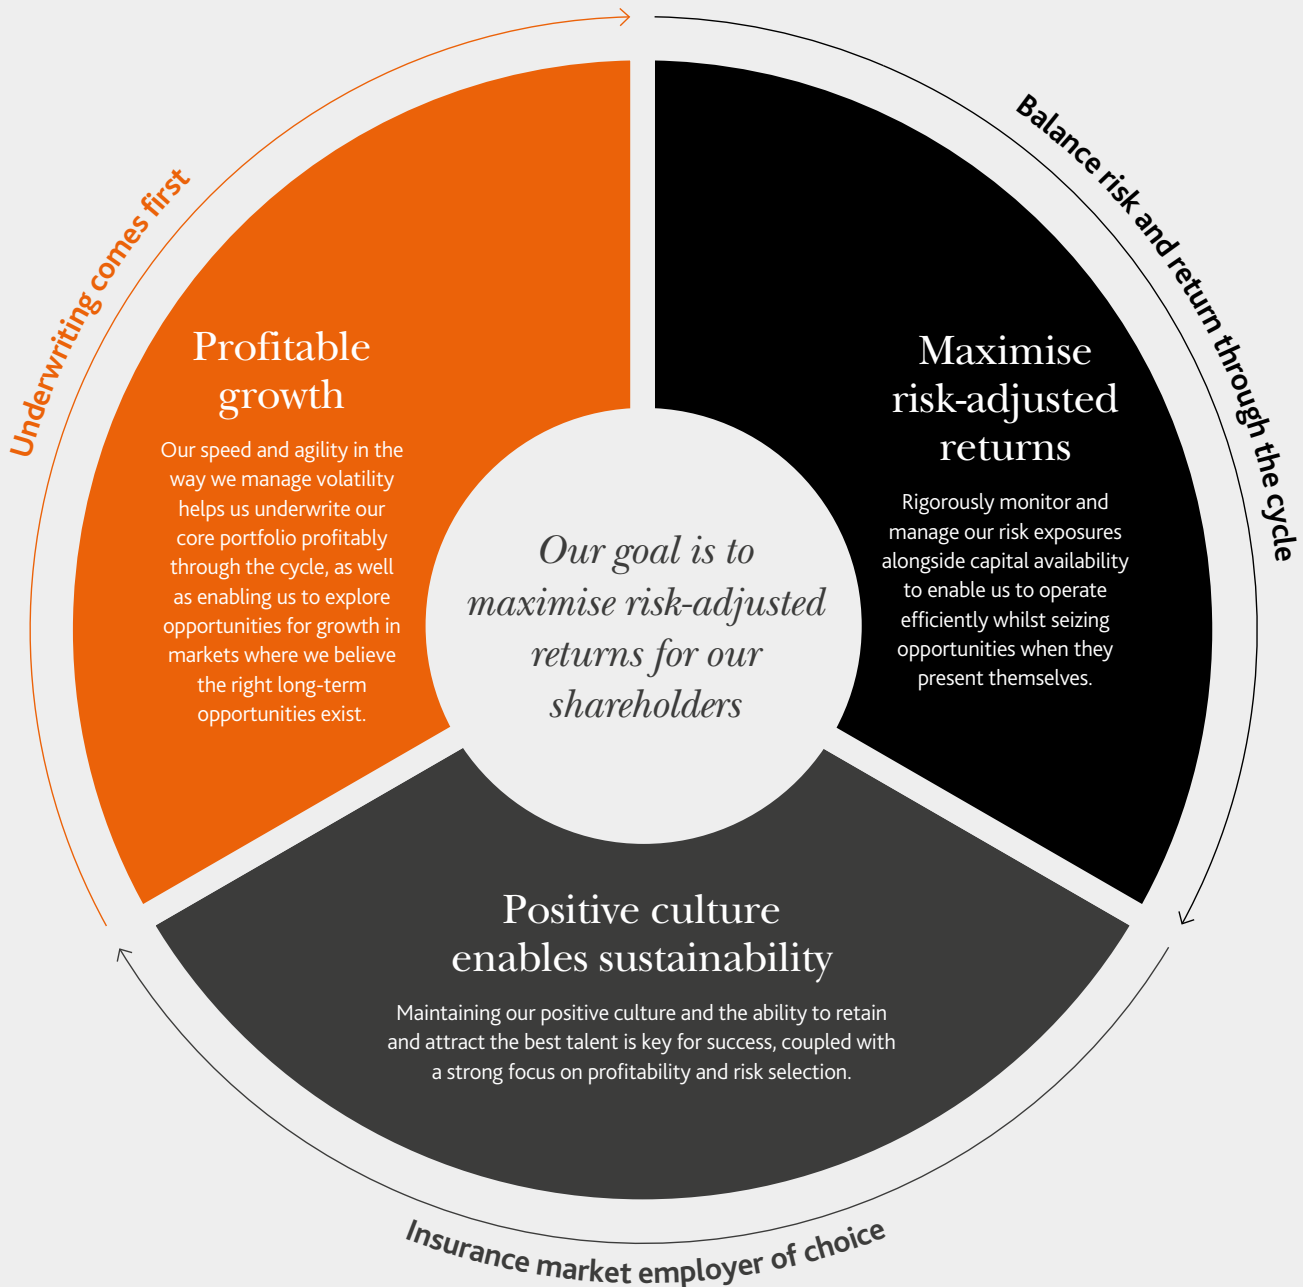 Underwriting comes first
Balance risk and return through the cycle
Profitable
growth
Our speed and agility in the
way we manage volatility
helps us underwrite our
core portfolio profitably
through the cycle, as well
as enabling us to explore
opportunities for growth in
markets where we believe
the right long-term
opportunities exist.
Maximise
risk-adjusted
returns
Rigorously monitor and
manage our risk exposures
alongside capital availability
to enable us to operate
efficiently whilst seizing
opportunities when they
present themselves.
Our goal is to
maximise risk-adjusted
returns for our
shareholders
Positive culture
enables sustainability
Maintaining our positive culture and the ability to retain
and attract the best talent is key for success, coupled with
a strong focus on profitability and risk selection.
Insurance market employer of choice